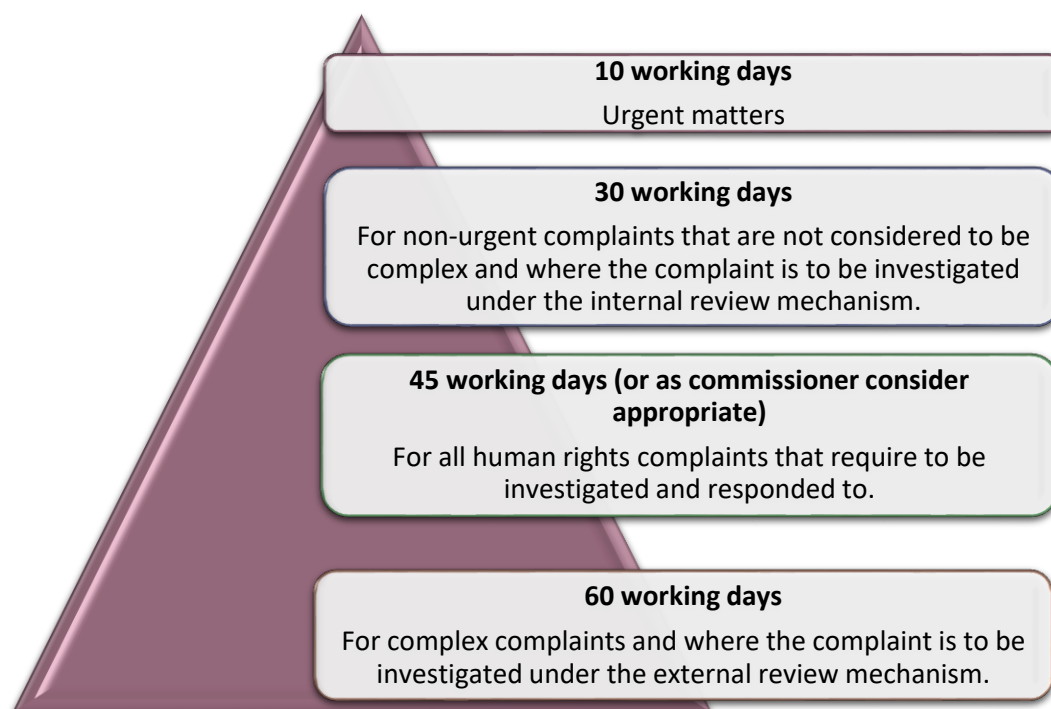 10 working days
Urgent matters
30 working days
For non-urgent complaints that are not considered to be
complex and where the complaint is to be investigated
under the internal review mechanism.
45 working days (or as commissioner consider
appropriate)
For all human rights complaints that require to be
investigated and responded to.
60 working days
For complex complaints and where the complaint is to be
investigated under the external review mechanism.